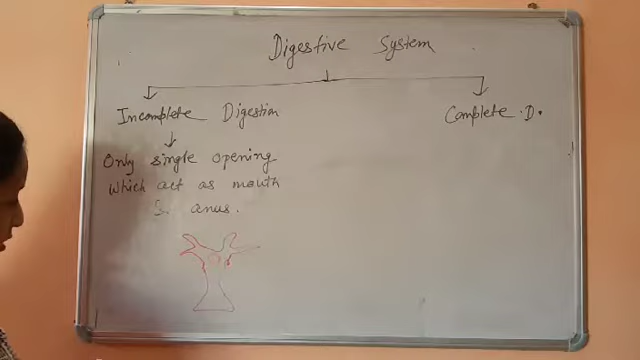 Digestive System
Incomplete Digestion
Complete .D.
Only single opening
which act as mouth
& anus.